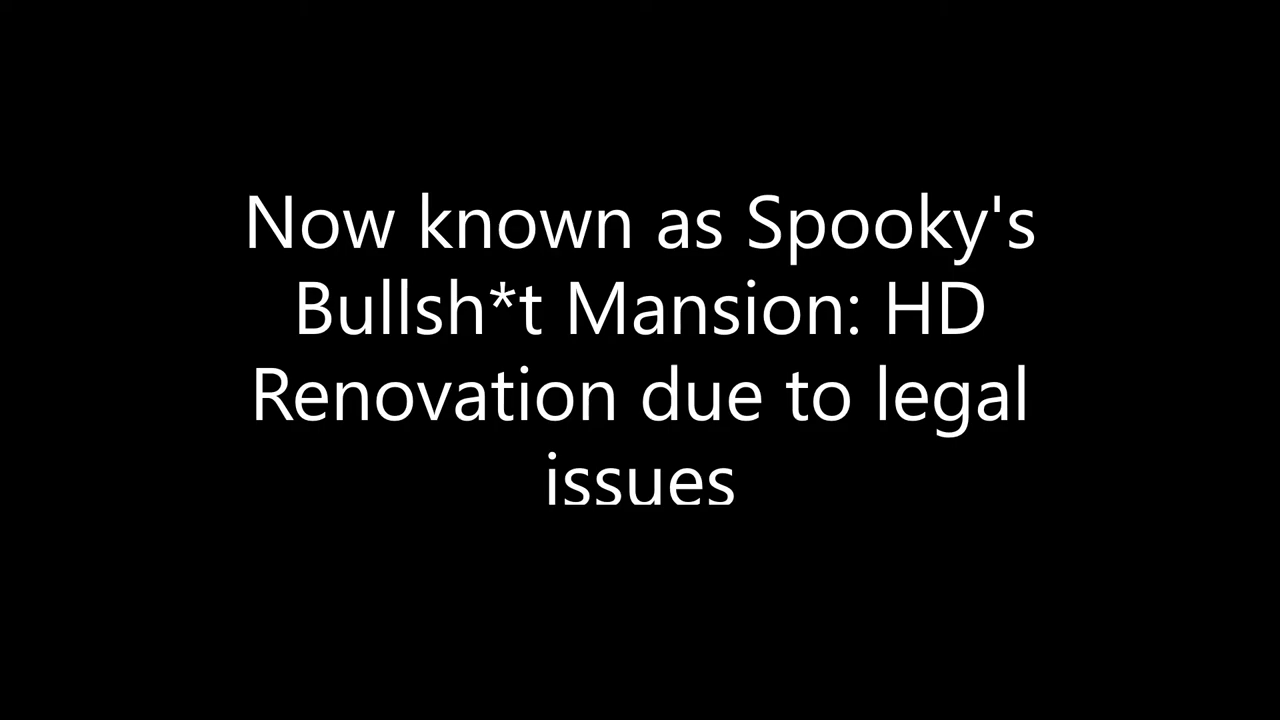 Now known as Spooky's
Bullsh*t Mansion: HD
Renovation due to legal
issues